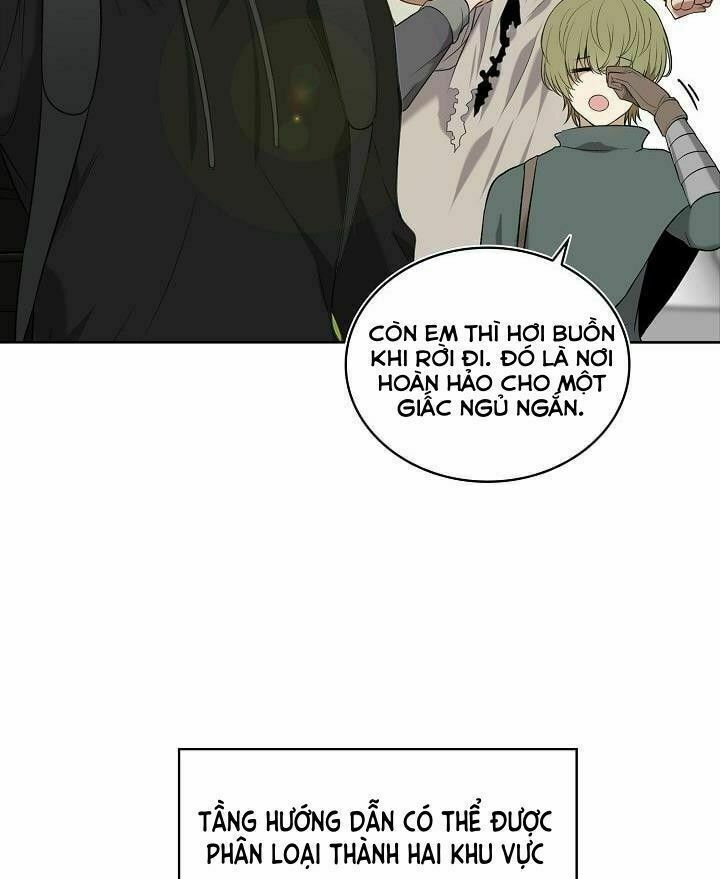 CÒN EM THÌ HƠI BUỒN
KHI RỜI ĐI. ĐÓ LÀ NƠI
HOÀN HẢO CHO MỘT
GIẤC NGỦ NGẮN.
TẦNG HƯỚNG DẪN CÓ THỂ ĐƯỢC
PHÂN LOẠI THÀNH HAI KHU VỰC